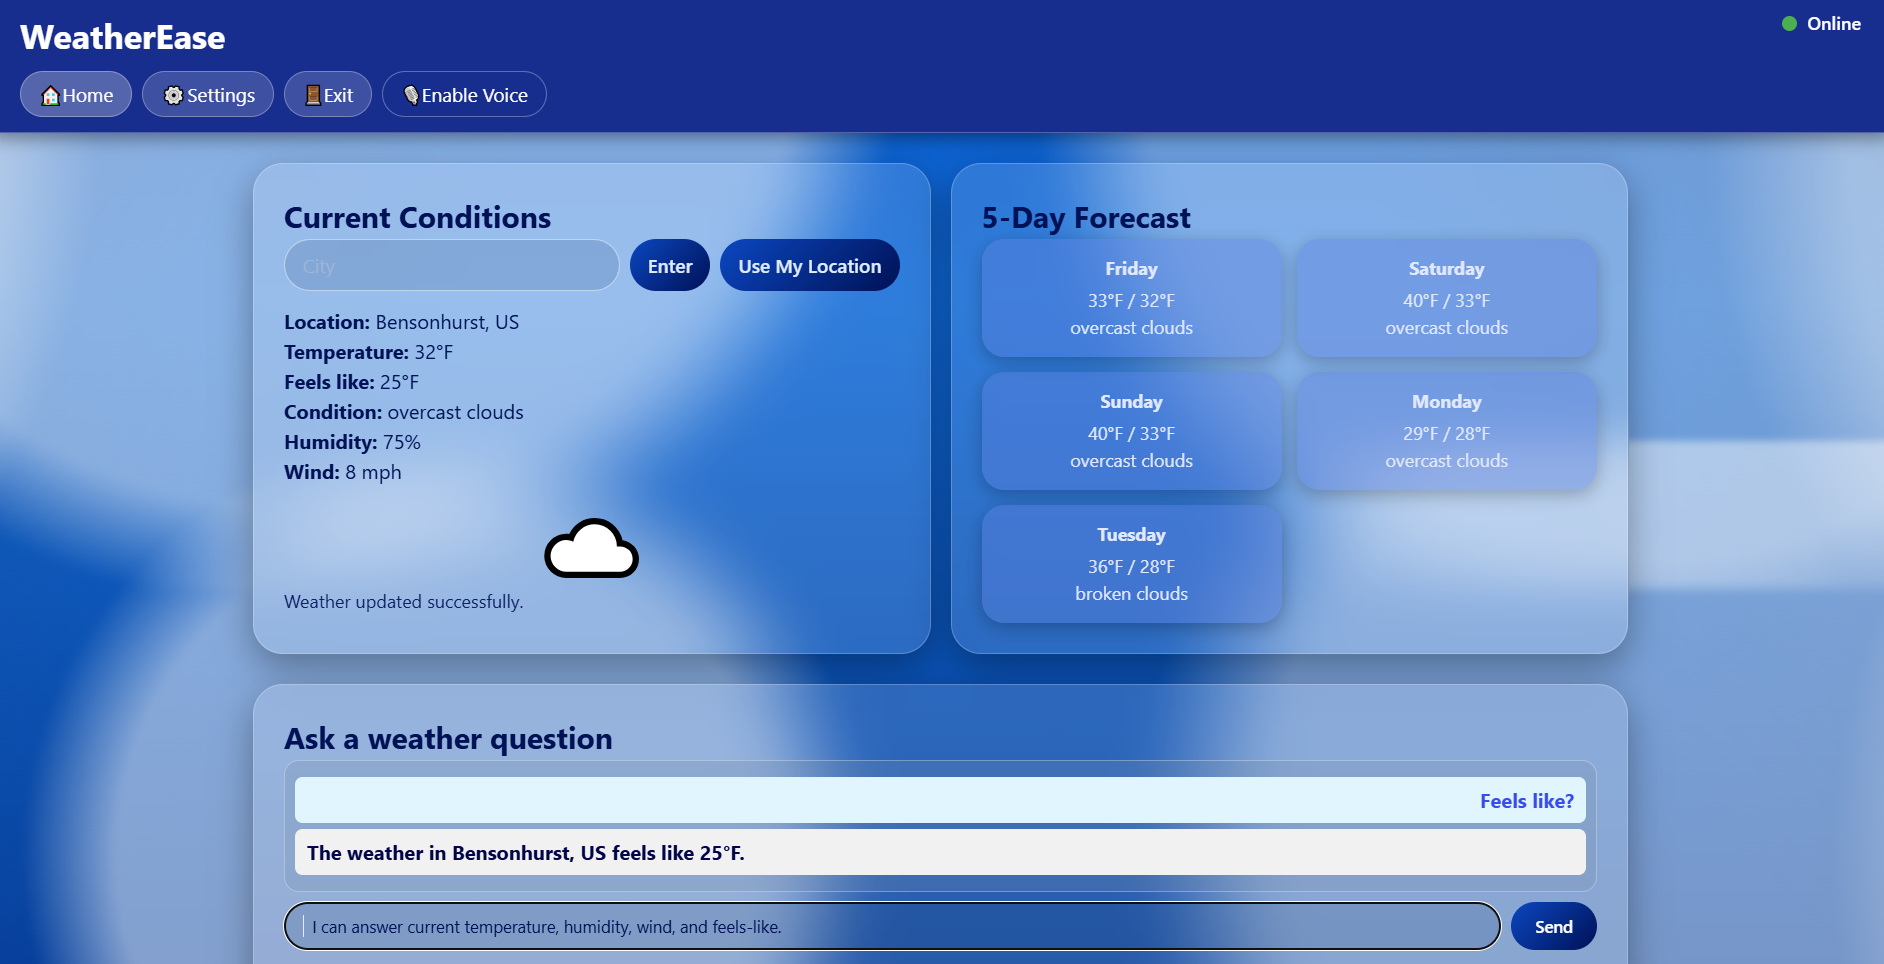 WeatherEase
Online
Home
Settings
Exit
Enable Voice
Current Conditions
City
Enter
Use My Location
Location: Bensonhurst, US
Temperature: 32°F
Feels like: 25°F
Condition: overcast clouds
Humidity: 75%
Wind: 8 mph
Weather updated successfully.
5-Day Forecast
Friday
33°F / 32°F
overcast clouds
Saturday
40°F / 33°F
overcast clouds
Sunday
40°F / 33°F
overcast clouds
Monday
29°F / 28°F
overcast clouds
Tuesday
36°F / 28°F
broken clouds
Ask a weather question
Feels like?
The weather in Bensonhurst, US feels like 25°F.
I can answer current temperature, humidity, wind, and feels-like.
Send